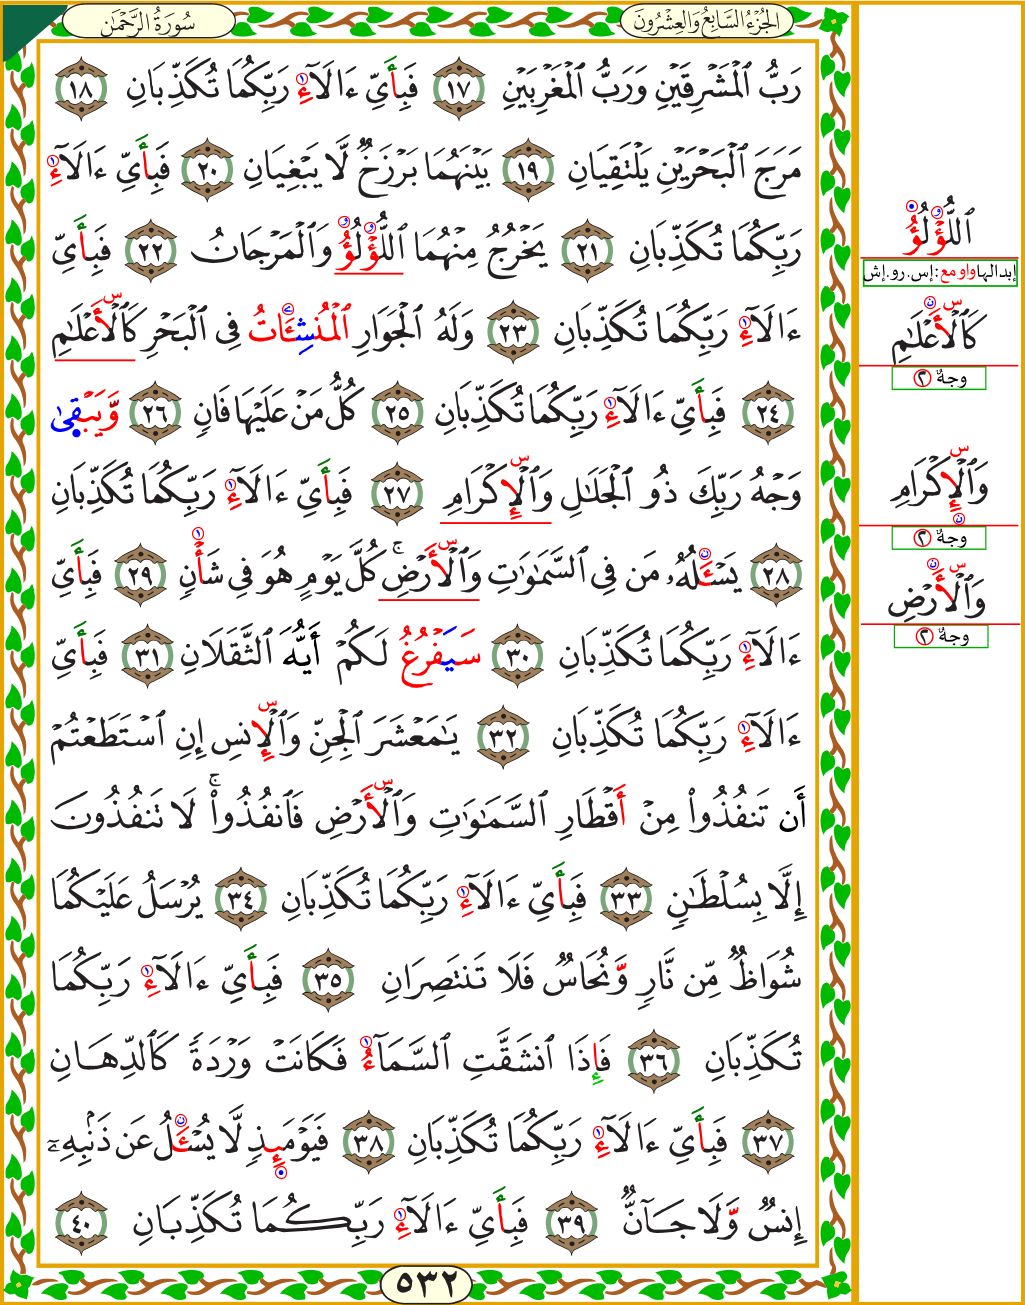 الجُزْءُ السَّابِعُ وَالعِشْرُونَ
سُورَةُ الرَّحْمَٰن
رَبُّ ٱلْمَشْرِقَيْنِ وَرَبُّ ٱلْمَغْرِبَيْنِ ١٧ فَبِأَيِّ ءَالَآءِ رَبِّكُمَا تُكَذِّبَانِ ١٨
مَرَجَ ٱلْبَحْرَيْنِ يَلْتَقِيَانِ ١٩ بَيْنَهُمَا بَرْزَخٌ لَّا يَبْغِيَانِ ٢٠ فَبِأَيِّ ءَالَآءِ
رَبِّكُمَا تُكَذِّبَانِ ٢١ يَخْرُجُ مِنْهُمَا ٱللُّؤْلُؤُ وَٱلْمَرْجَانُ ٢٢ فَبِأَيِّ
ءَالَآءِ رَبِّكُمَا تُكَذِّبَانِ ٢٣ وَلَهُ ٱلْجَوَارِ ٱلْمُنشِـَٔاتُ فِى ٱلْبَحْرِ كَٱلْأَعْلَٰمِ
٢٤ فَبِأَيِّ ءَالَآءِ رَبِّكُمَا تُكَذِّبَانِ ٢٥ كُلُّ مَنْ عَلَيْهَا فَانٍ ٢٦ وَّيَبْقَىٰ
وَجْهُ رَبِّكَ ذُو ٱلْجَلَٰلِ وَٱلْإِكْرَامِ ٢٧ فَبِأَيِّ ءَالَآءِ رَبِّكُمَا تُكَذِّبَانِ
٢٨ يَسْـَٔلُهُۥ مَن فِى ٱلسَّمَٰوَٰتِ وَٱلْأَرْضِ ۚ كُلَّ يَوْمٍ هُوَ فِى شَأْنٍ ٢٩ فَبِأَيِّ
ءَالَآءِ رَبِّكُمَا تُكَذِّبَانِ ٣٠ سَيَفْرُغُ لَكُمْ أَيُّهَ ٱلثَّقَلَانِ ٣١ فَبِأَيِّ
ءَالَآءِ رَبِّكُمَا تُكَذِّبَانِ ٣٢ يَٰمَعْشَرَ ٱلْجِنِّ وَٱلْإِنسِ إِنِ ٱسْتَطَعْتُمْ
أَن تَنفُذُوا۟ مِنْ أَقْطَارِ ٱلسَّمَٰوَٰتِ وَٱلْأَرْضِ فَٱنفُذُوا۟ ۚ لَا تَنفُذُونَ
إِلَّا بِسُلْطَٰنٍ ٣٣ فَبِأَيِّ ءَالَآءِ رَبِّكُمَا تُكَذِّبَانِ ٣٤ يُرْسَلُ عَلَيْكُمَا
شُوَاظٌ مِّن نَّارٍ وَّنُحَاسٌ فَلَا تَنتَصِرَانِ ٣٥ فَبِأَيِّ ءَالَآءِ رَبِّكُمَا
تُكَذِّبَانِ ٣٦ فَإِذَا ٱنشَقَّتِ ٱلسَّمَآءُ فَكَانَتْ وَرْدَةً كَٱلدِّهَانِ
٣٧ فَبِأَيِّ ءَالَآءِ رَبِّكُمَا تُكَذِّبَانِ ٣٨ فَيَوْمَئِذٍ لَّا يُسْـَٔلُ عَن ذَنۢبِهِۦٓ
إِنسٌ وَّلَا جَآنٌّ ٣٩ فَبِأَيِّ ءَالَآءِ رَبِّكُمَا تُكَذِّبَانِ ٤٠
٥٣٢
ٱللُّؤْلُؤُ
إبدالها واو مع: إس. رو. إش
كَٱلْأَعْلَٰمِ
وجهٌ ٢
وَٱلْإِكْرَامِ
وجهٌ ٢
وَٱلْأَرْضِ
وجهٌ ٢